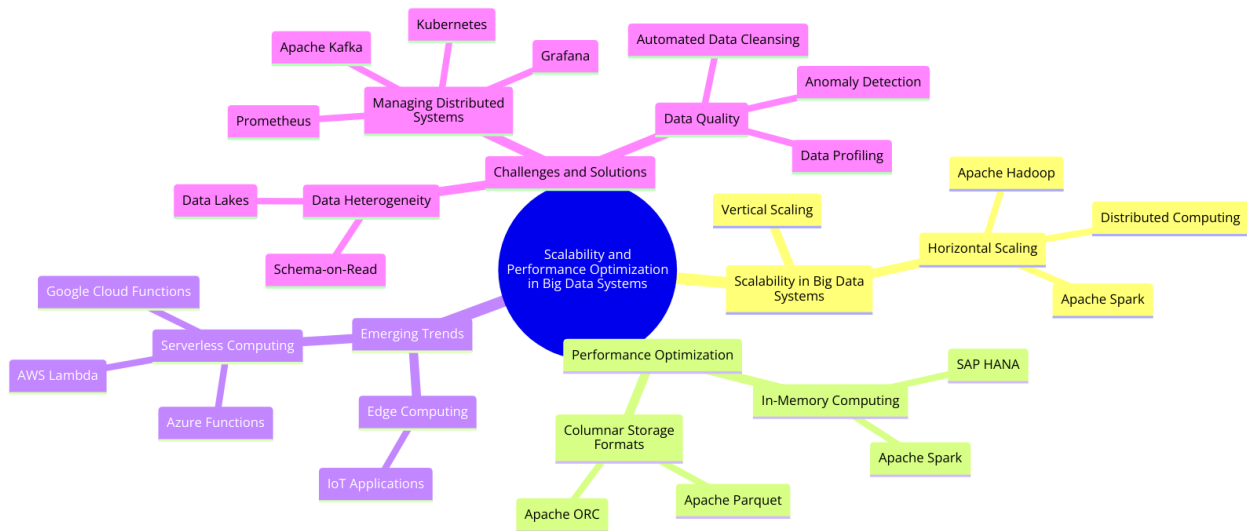 Scalability and
Performance Optimization
in Big Data Systems
Challenges and Solutions
Managing Distributed
Systems
Apache Kafka
Kubernetes
Grafana
Prometheus
Data Quality
Automated Data Cleansing
Anomaly Detection
Data Profiling
Data Heterogeneity
Data Lakes
Schema-on-Read
Scalability in Big Data
Systems
Vertical Scaling
Horizontal Scaling
Apache Hadoop
Distributed Computing
Apache Spark
Performance Optimization
In-Memory Computing
SAP HANA
Apache Spark
Columnar Storage
Formats
Apache ORC
Apache Parquet
Emerging Trends
Serverless Computing
Google Cloud Functions
AWS Lambda
Azure Functions
Edge Computing
IoT Applications